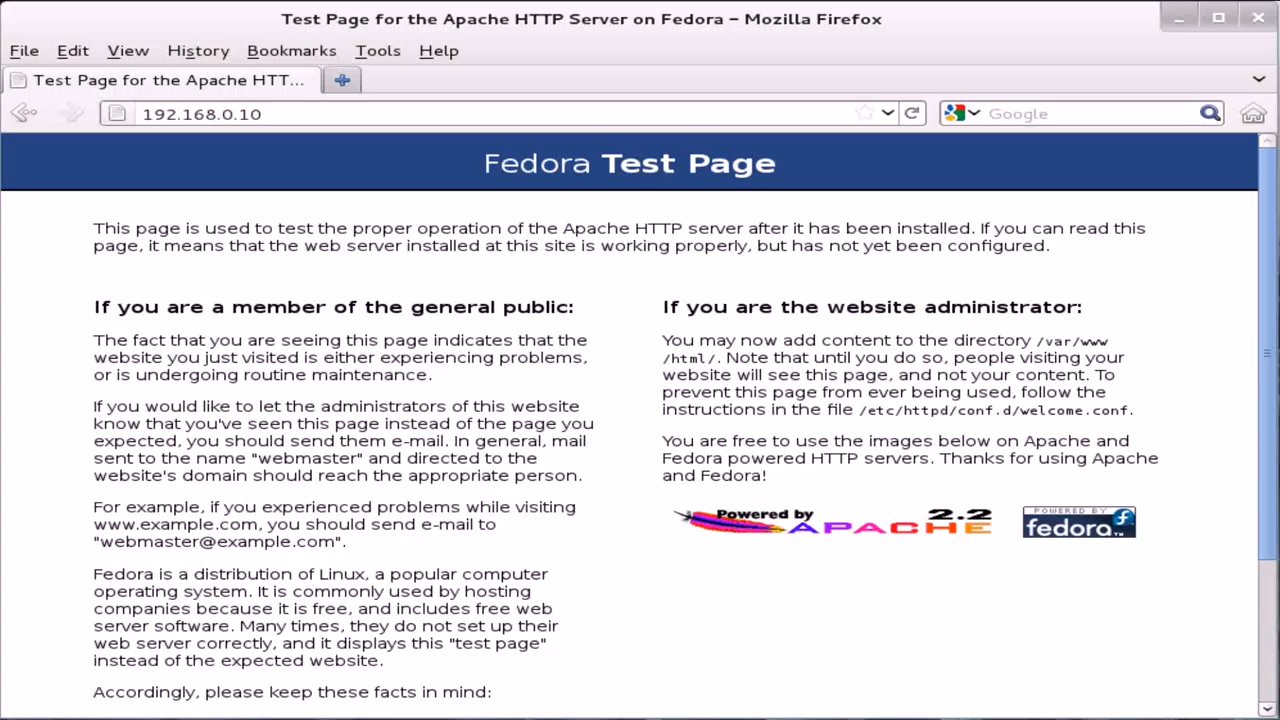 Test Page for the Apache HTTP Server on Fedora – Mozilla Firefox
File Edit View History Bookmarks Tools Help
Test Page for the Apache HTT...
192.168.0.10
Google
Fedora Test Page
This page is used to test the proper operation of the Apache HTTP server after it has been installed. If you can read this
page, it means that the web server installed at this site is working properly, but has not yet been configured.
If you are a member of the general public:
The fact that you are seeing this page indicates that the
website you just visited is either experiencing problems,
or is undergoing routine maintenance.
If you would like to let the administrators of this website
know that you've seen this page instead of the page you
expected, you should send them e-mail. In general, mail
sent to the name "webmaster" and directed to the
website's domain should reach the appropriate person.
For example, if you experienced problems while visiting
www.example.com, you should send e-mail to
"webmaster@example.com".
Fedora is a distribution of Linux, a popular computer
operating system. It is commonly used by hosting
companies because it is free, and includes free web
server software. Many times, they do not set up their
web server correctly, and it displays this "test page"
instead of the expected website.
Accordingly, please keep these facts in mind:
If you are the website administrator:
You may now add content to the directory /var/www
/html/. Note that until you do so, people visiting your
website will see this page, and not your content. To
prevent this page from ever being used, follow the
instructions in the file /etc/httpd/conf.d/welcome.conf.
You are free to use the images below on Apache and
Fedora powered HTTP servers. Thanks for using Apache
and Fedora!
Powered by 2.2
APACHE
POWERED BY
fedora™